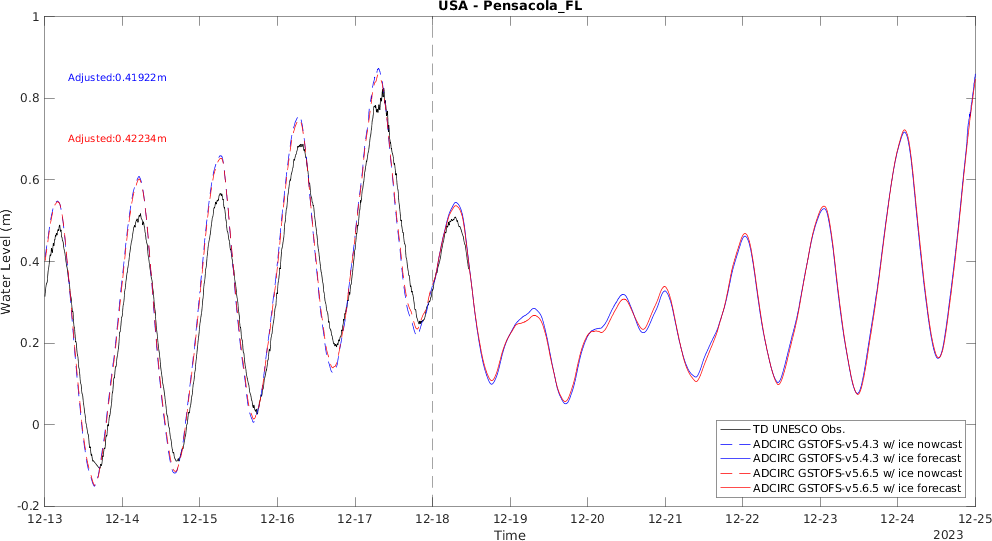 USA - Pensacola_FL
1
0.8
0.6
0.4
0.2
0
-0.2
Water Level (m)
Adjusted:0.41922m
Adjusted:0.42234m
TD UNESCO Obs.
ADCIRC GSTOFS-v5.4.3 w/ ice nowcast
ADCIRC GSTOFS-v5.4.3 w/ ice forecast
ADCIRC GSTOFS-v5.6.5 w/ ice nowcast
ADCIRC GSTOFS-v5.6.5 w/ ice forecast
12-13 12-14 12-15 12-16 12-17 12-18 12-19 12-20 12-21 12-22 12-23 12-24 12-25
Time
2023